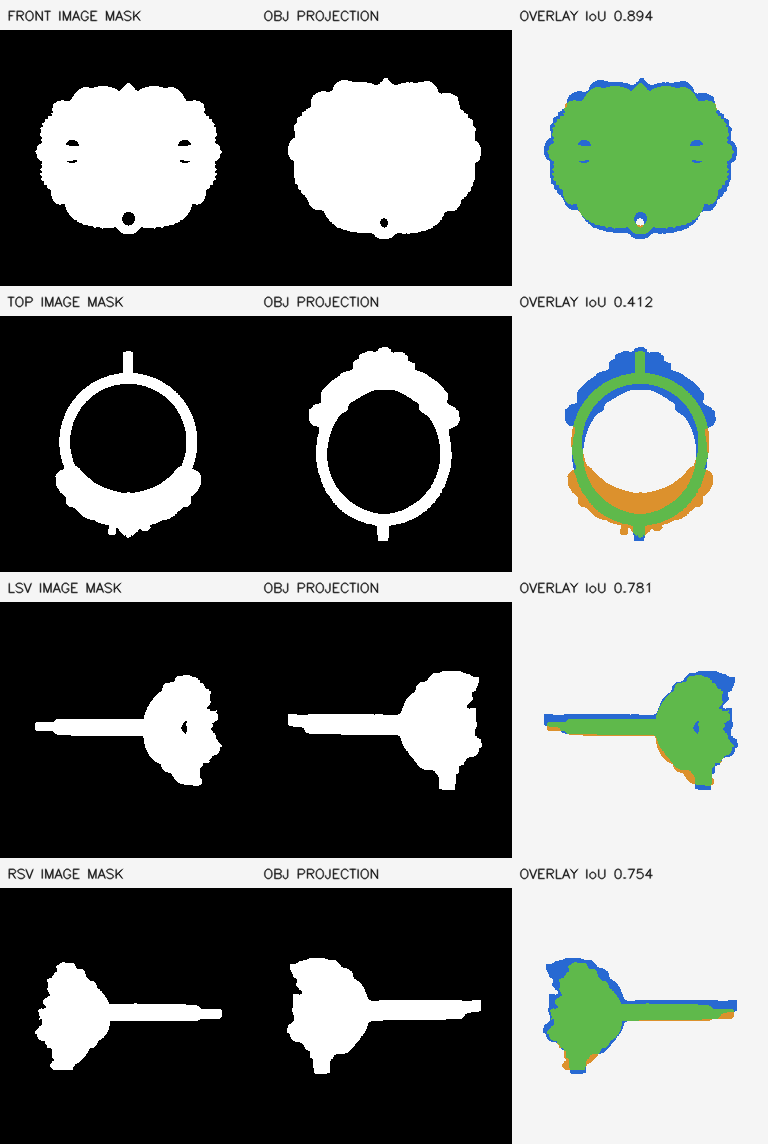 FRONT IMAGE MASK OBJ PROJECTION OVERLAY IoU 0.894
TOP IMAGE MASK OBJ PROJECTION OVERLAY IoU 0.412
LSV IMAGE MASK OBJ PROJECTION OVERLAY IoU 0.781
RSV IMAGE MASK OBJ PROJECTION OVERLAY IoU 0.754